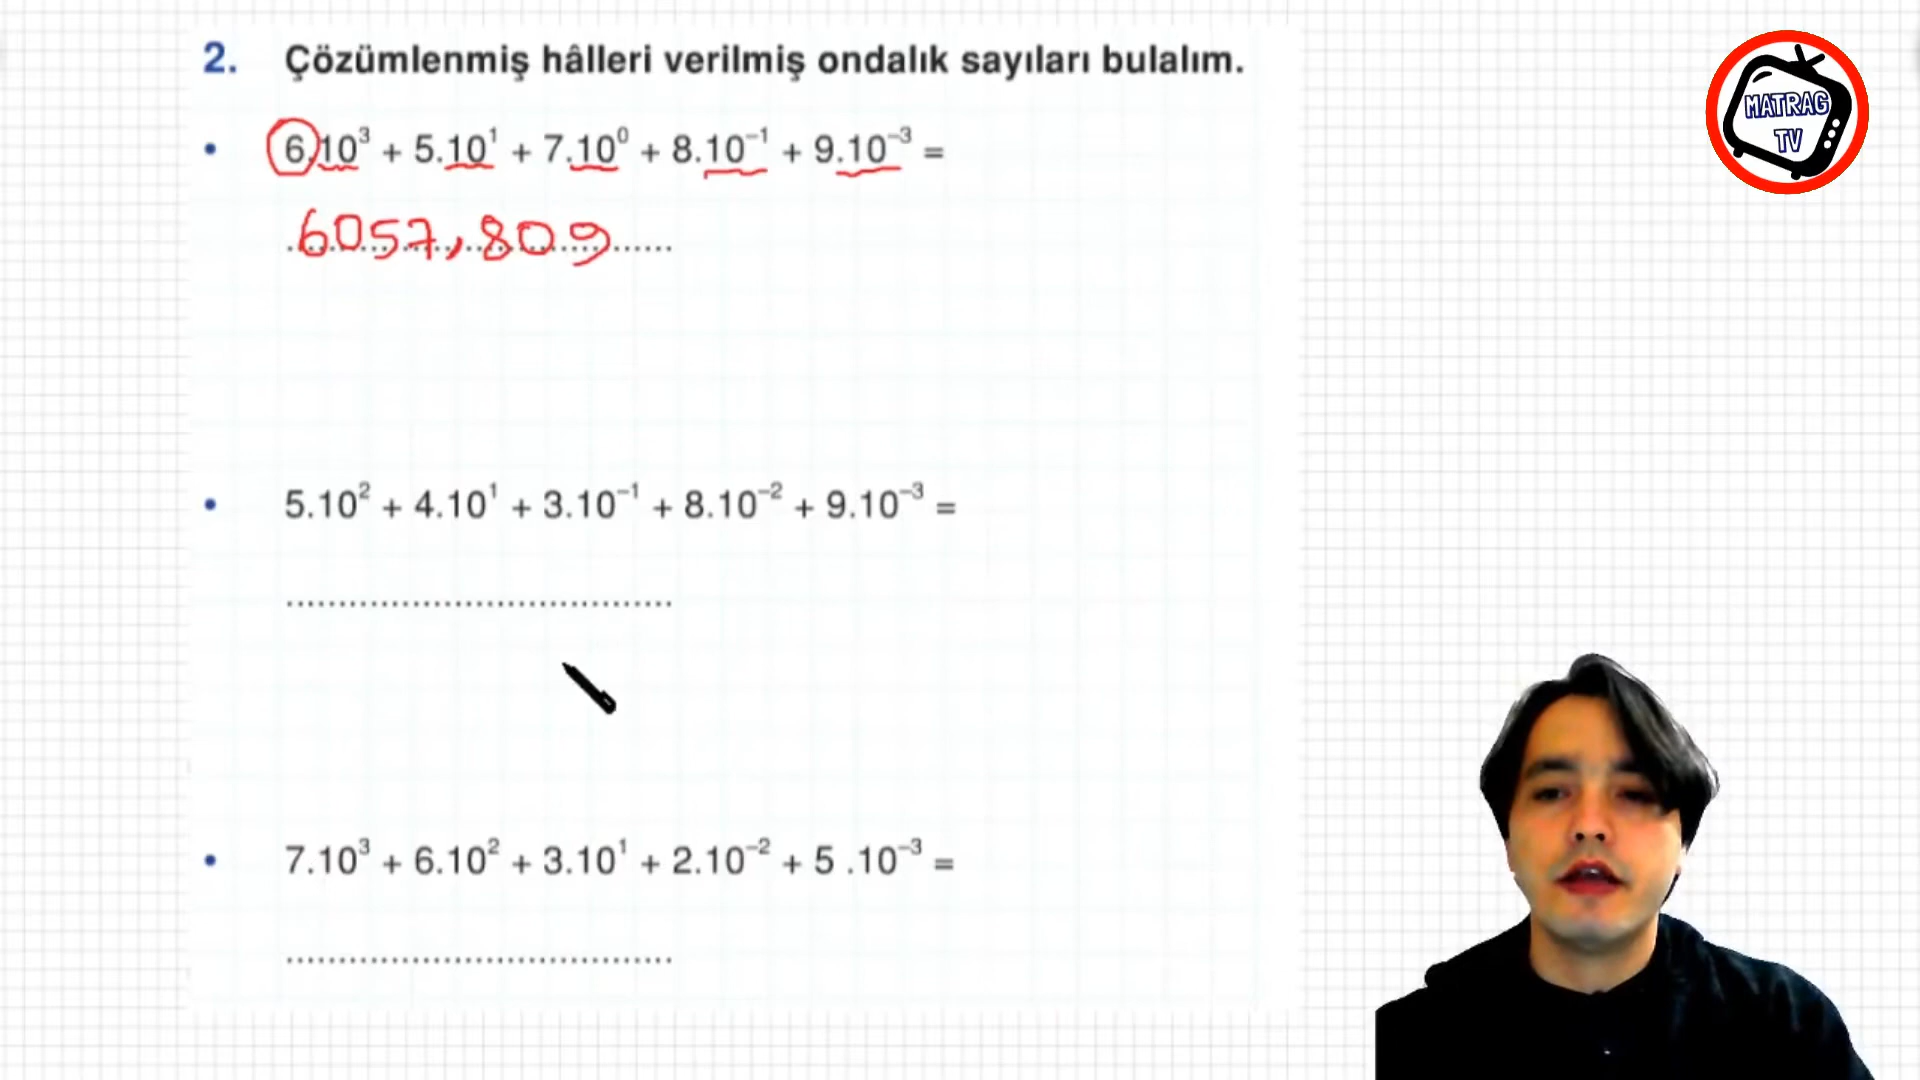 2. Çözümlenmiş hâlleri verilmiş ondalık sayıları bulalım.
MATRAG
TV
• 6.10³ + 5.10¹ + 7.10⁰ + 8.10⁻¹ + 9.10⁻³ =
6057,809
• 5.10² + 4.10¹ + 3.10⁻¹ + 8.10⁻² + 9.10⁻³ =
• 7.10³ + 6.10² + 3.10¹ + 2.10⁻² + 5 .10⁻³ =